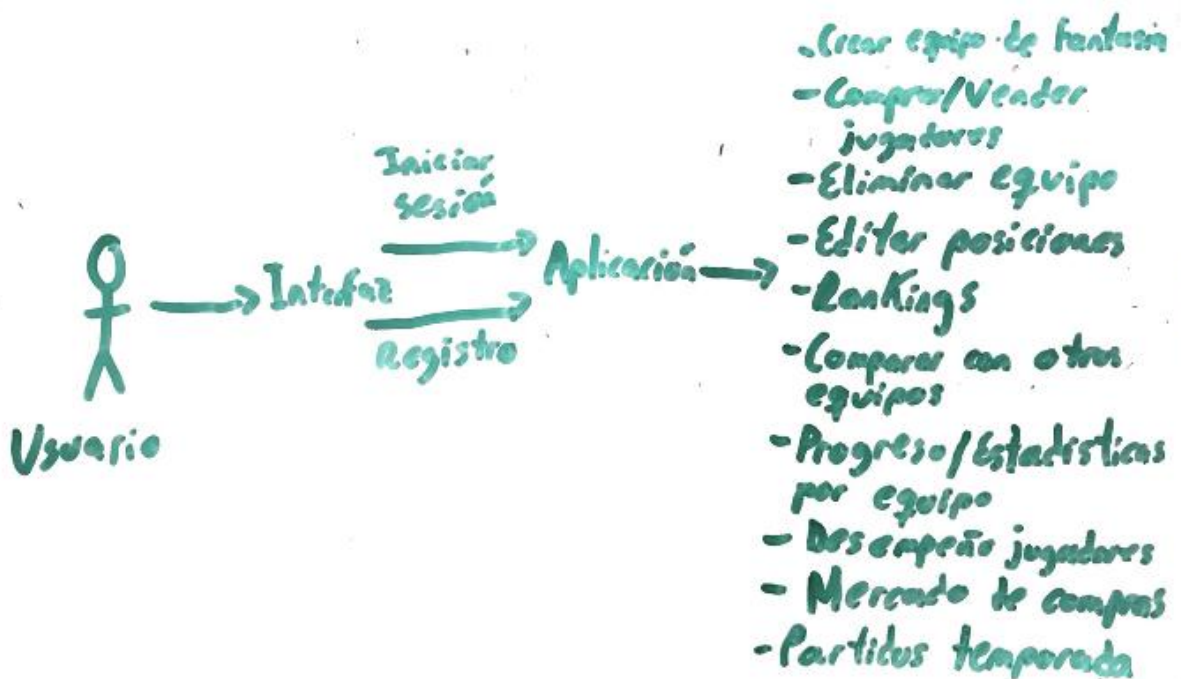 Usuario
Interfaz
Iniciar
sesión
Registro
Aplicación
-Crear equipo de fantasía
-Comprar/Vender
jugadores
-Eliminar equipo
-Editar posiciones
-Rankings
-Comparar con otros
equipos
-Progreso/Estadísticas
por equipo
- Desempeño jugadores
- Mercado de compras
-Partidos temporada